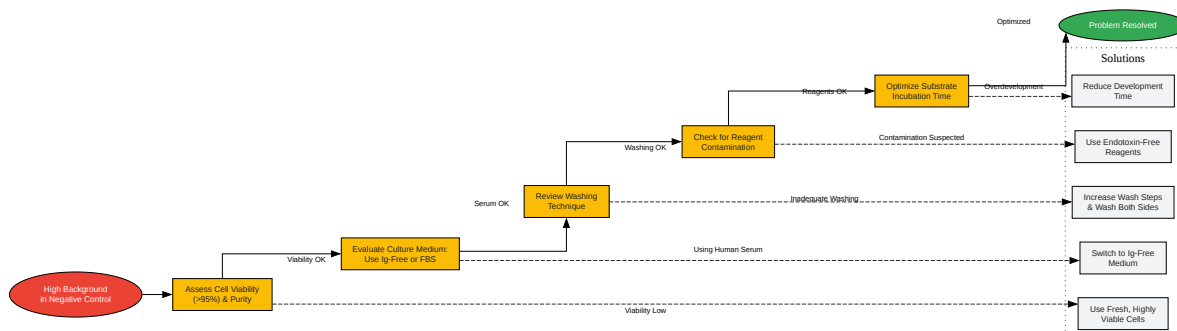 Optimized
Problem Resolved
Solutions
Optimize Substrate
Incubation Time
Overdevelopment
Reduce Development
Time
Reagents OK
Check for Reagent
Contamination
Contamination Suspected
Use Endotoxin-Free
Reagents
Washing OK
Review Washing
Technique
Inadequate Washing
Increase Wash Steps
& Wash Both Sides
Serum OK
Evaluate Culture Medium:
Use Ig-Free or FBS
Using Human Serum
Switch to Ig-Free
Medium
Viability OK
High Background
in Negative Control
Assess Cell Viability
(>95%) & Purity
Viability Low
Use Fresh, Highly
Viable Cells